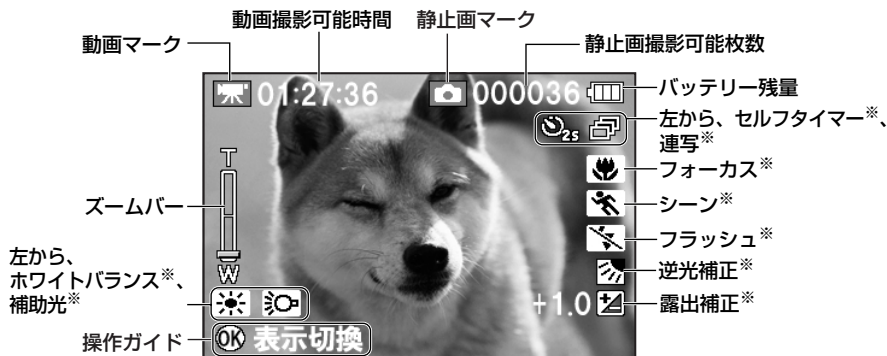 動画撮影可能時間
静止画マーク
動画マーク
静止画撮影可能枚数
01:27:36
000036
バッテリー残量
2s
左から、セルフタイマー※、
連写※
T
フォーカス※
ズームバー
シーン※
フラッシュ※
左から、
ホワイトバランス※、
補助光※
W
逆光補正※
+1.0
露出補正※
操作ガイド
OK 表示切換